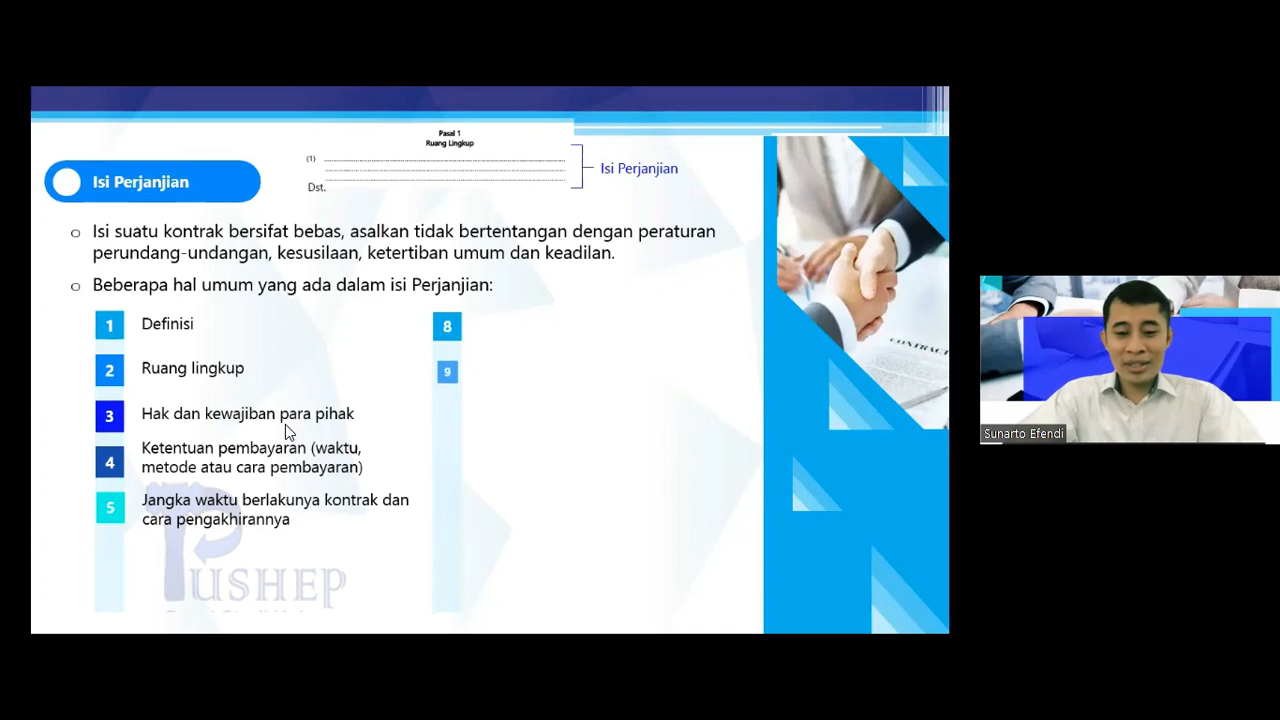 Pasal 1
Ruang Lingkup
(1)
Dst.
Isi Perjanjian
Isi Perjanjian
Isi suatu kontrak bersifat bebas, asalkan tidak bertentangan dengan peraturan
perundang-undangan, kesusilaan, ketertiban umum dan keadilan.
Beberapa hal umum yang ada dalam isi Perjanjian:
1 Definisi
2 Ruang lingkup
3 Hak dan kewajiban para pihak
4 Ketentuan pembayaran (waktu,
metode atau cara pembayaran)
5 Jangka waktu berlakunya kontrak dan
cara pengakhirannya
8
9
PUSHEP
CONTRACT
Sunarto Efendi